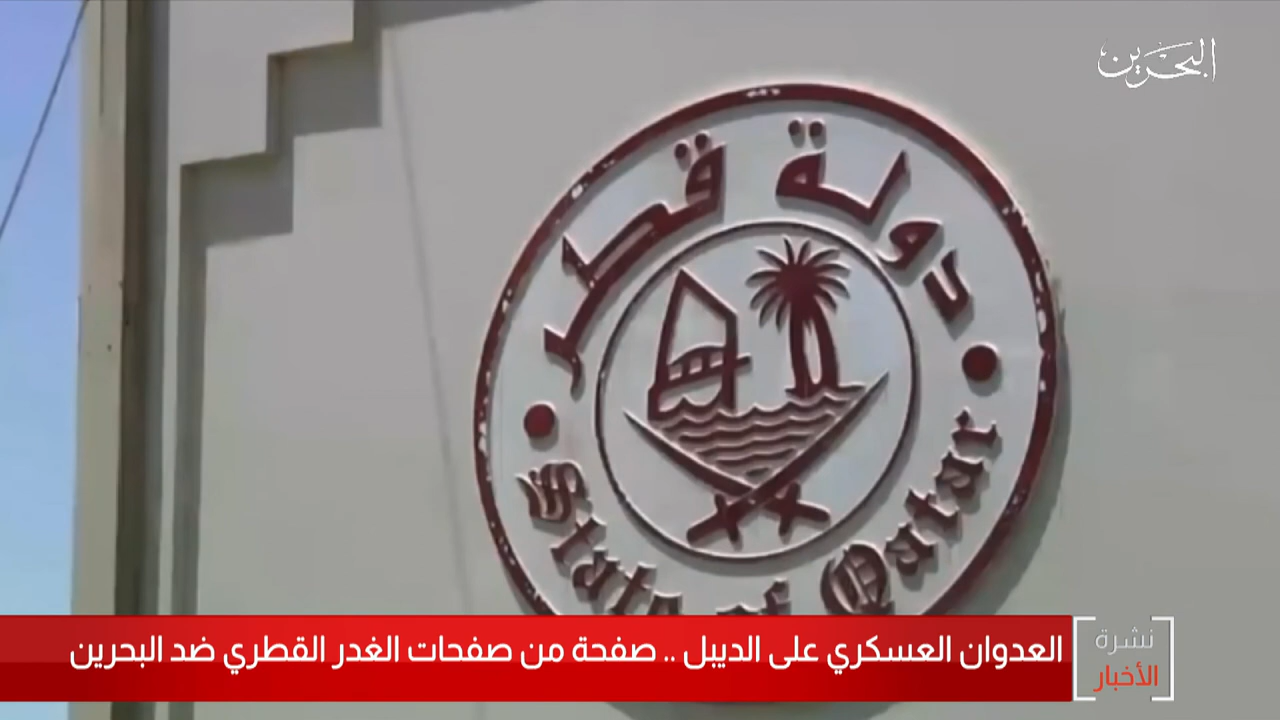 البحرين
دولة قطر
State of Qatar
العدوان العسكري على الديبل .. صفحة من صفحات الغدر القطري ضد البحرين
نشرة
الأخبار